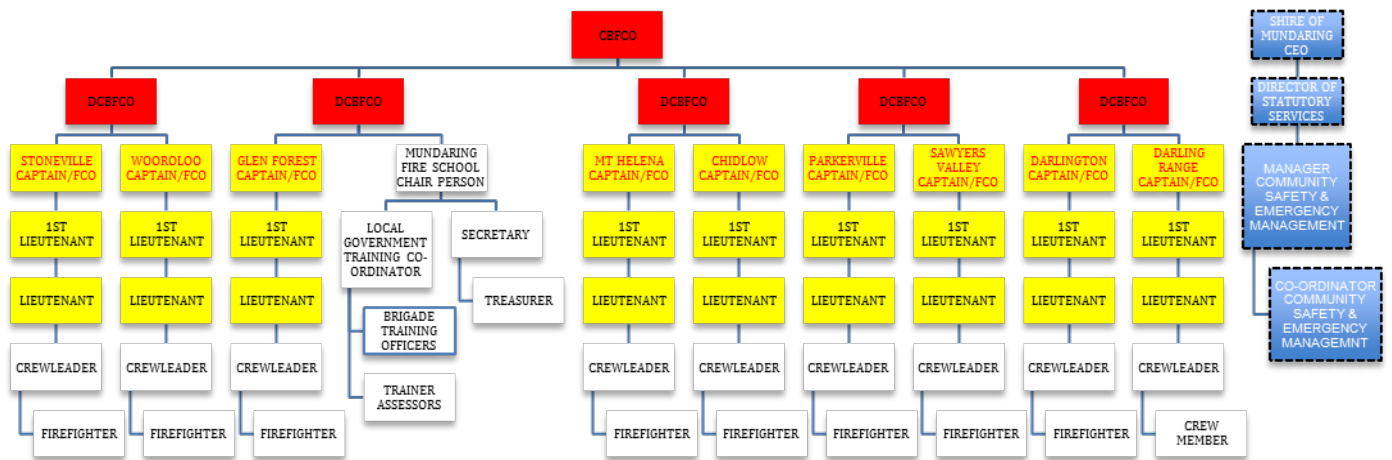 CBFCO
SHIRE OF
MUNDARING
CEO
DCBFCO
DCBFCO
DCBFCO
DCBFCO
DCBFCO
DIRECTOR OF
STATUTORY
SERVICES
STONEVILLE
CAPTAIN/FCO
WOOROLOO
CAPTAIN/FCO
GLEN FOREST
CAPTAIN/FCO
MUNDARING
FIRE SCHOOL
CHAIR PERSON
MT HELENA
CAPTAIN/FCO
CHIDLOW
CAPTAIN/FCO
PARKERVILLE
CAPTAIN/FCO
SAWYERS
VALLEY
CAPTAIN/FCO
DARLINGTON
CAPTAIN/FCO
DARLING
RANGE
CAPTAIN/FCO
MANAGER
COMMUNITY
SAFETY &
EMERGENCY
MANAGEMENT
1ST
LIEUTENANT
1ST
LIEUTENANT
1ST
LIEUTENANT
LOCAL
GOVERNMENT
TRAINING CO-
ORDINATOR
SECRETARY
1ST
LIEUTENANT
1ST
LIEUTENANT
1ST
LIEUTENANT
1ST
LIEUTENANT
1ST
LIEUTENANT
1ST
LIEUTENANT
LIEUTENANT
LIEUTENANT
LIEUTENANT
TREASURER
LIEUTENANT
LIEUTENANT
LIEUTENANT
LIEUTENANT
LIEUTENANT
LIEUTENANT
CO-ORDINATOR
COMMUNITY
SAFETY &
EMERGENCY
MANAGEMNT
BRIGADE
TRAINING
OFFICERS
CREWLEADER
CREWLEADER
CREWLEADER
CREWLEADER
CREWLEADER
CREWLEADER
CREWLEADER
CREWLEADER
CREWLEADER
TRAINER
ASSESSORS
FIREFIGHTER
FIREFIGHTER
FIREFIGHTER
FIREFIGHTER
FIREFIGHTER
FIREFIGHTER
FIREFIGHTER
FIREFIGHTER
CREW
MEMBER